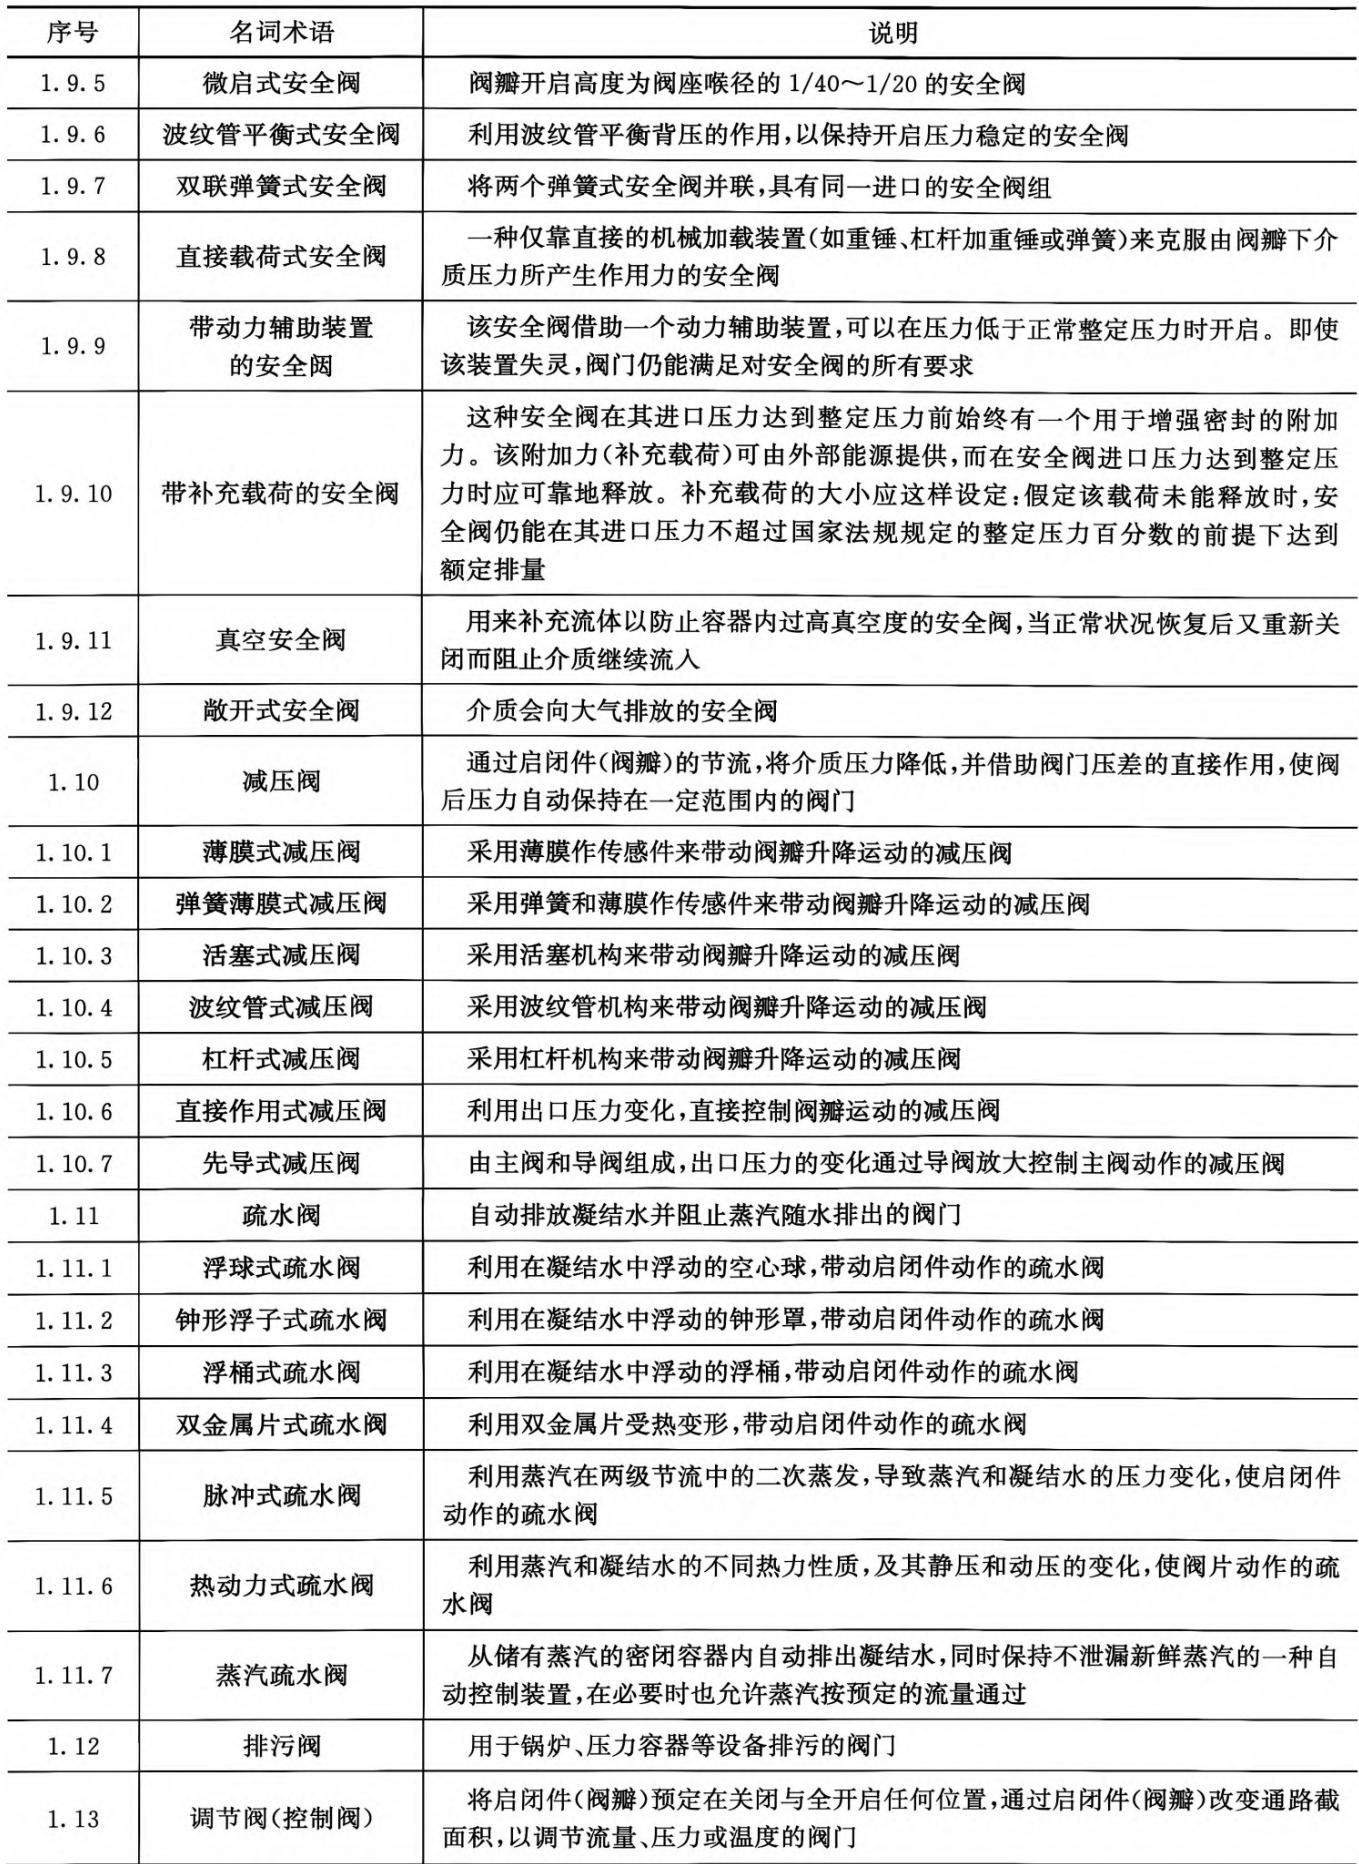 序号 名词术语 说明
1.9.5 微启式安全阀 阀瓣开启高度为阀座喉径的1/40～1/20的安全阀
1.9.6 波纹管平衡式安全阀 利用波纹管平衡背压的作用,以保持开启压力稳定的安全阀
1.9.7 双联弹簧式安全阀 将两个弹簧式安全阀并联,具有同一进口的安全阀组
1.9.8 直接载荷式安全阀 一种仅靠直接的机械加载装置(如重锤、杠杆加重锤或弹簧)来克服由阀瓣下介
质压力所产生作用力的安全阀
1.9.9 带动力辅助装置
的安全阀 该安全阀借助一个动力辅助装置,可以在压力低于正常整定压力时开启。即使
该装置失灵,阀门仍能满足对安全阀的所有要求
1.9.10 带补充载荷的安全阀 这种安全阀在其进口压力达到整定压力前始终有一个用于增强密封的附加
力。该附加力(补充载荷)可由外部能源提供,而在安全阀进口压力达到整定压
力时应可靠地释放。补充载荷的大小应这样设定:假定该载荷未能释放时,安
全阀仍能在其进口压力不超过国家法规规定的整定压力百分数的前提下达到
额定排量
1.9.11 真空安全阀 用来补充流体以防止容器内过高真空度的安全阀,当正常状况恢复后又重新关
闭而阻止介质继续流入
1.9.12 敞开式安全阀 介质会向大气排放的安全阀
1.10 减压阀 通过启闭件(阀瓣)的节流,将介质压力降低,并借助阀门压差的直接作用,使阀
后压力自动保持在一定范围内的阀门
1.10.1 薄膜式减压阀 采用薄膜作传感件来带动阀瓣升降运动的减压阀
1.10.2 弹簧薄膜式减压阀 采用弹簧和薄膜作传感件来带动阀瓣升降运动的减压阀
1.10.3 活塞式减压阀 采用活塞机构来带动阀瓣升降运动的减压阀
1.10.4 波纹管式减压阀 采用波纹管机构来带动阀瓣升降运动的减压阀
1.10.5 杠杆式减压阀 采用杠杆机构来带动阀瓣升降运动的减压阀
1.10.6 直接作用式减压阀 利用出口压力变化,直接控制阀瓣运动的减压阀
1.10.7 先导式减压阀 由主阀和导阀组成,出口压力的变化通过导阀放大控制主阀动作的减压阀
1.11 疏水阀 自动排放凝结水并阻止蒸汽随水排出的阀门
1.11.1 浮球式疏水阀 利用在凝结水中浮动的空心球,带动启闭件动作的疏水阀
1.11.2 钟形浮子式疏水阀 利用在凝结水中浮动的钟形罩,带动启闭件动作的疏水阀
1.11.3 浮桶式疏水阀 利用在凝结水中浮动的浮桶,带动启闭件动作的疏水阀
1.11.4 双金属片式疏水阀 利用双金属片受热变形,带动启闭件动作的疏水阀
1.11.5 脉冲式疏水阀 利用蒸汽在两级节流中的二次蒸发,导致蒸汽和凝结水的压力变化,使启闭件
动作的疏水阀
1.11.6 热动力式疏水阀 利用蒸汽和凝结水的不同热力性质,及其静压和动压的变化,使阀片动作的疏
水阀
1.11.7 蒸汽疏水阀 从储有蒸汽的密闭容器内自动排出凝结水,同时保持不泄漏新鲜蒸汽的一种自
动控制装置,在必要时也允许蒸汽按预定的流量通过
1.12 排污阀 用于锅炉、压力容器等设备排污的阀门
1.13 调节阀(控制阀) 将启闭件(阀瓣)预定在关闭与全开启任何位置,通过启闭件(阀瓣)改变通路截
面积,以调节流量、压力或温度的阀门